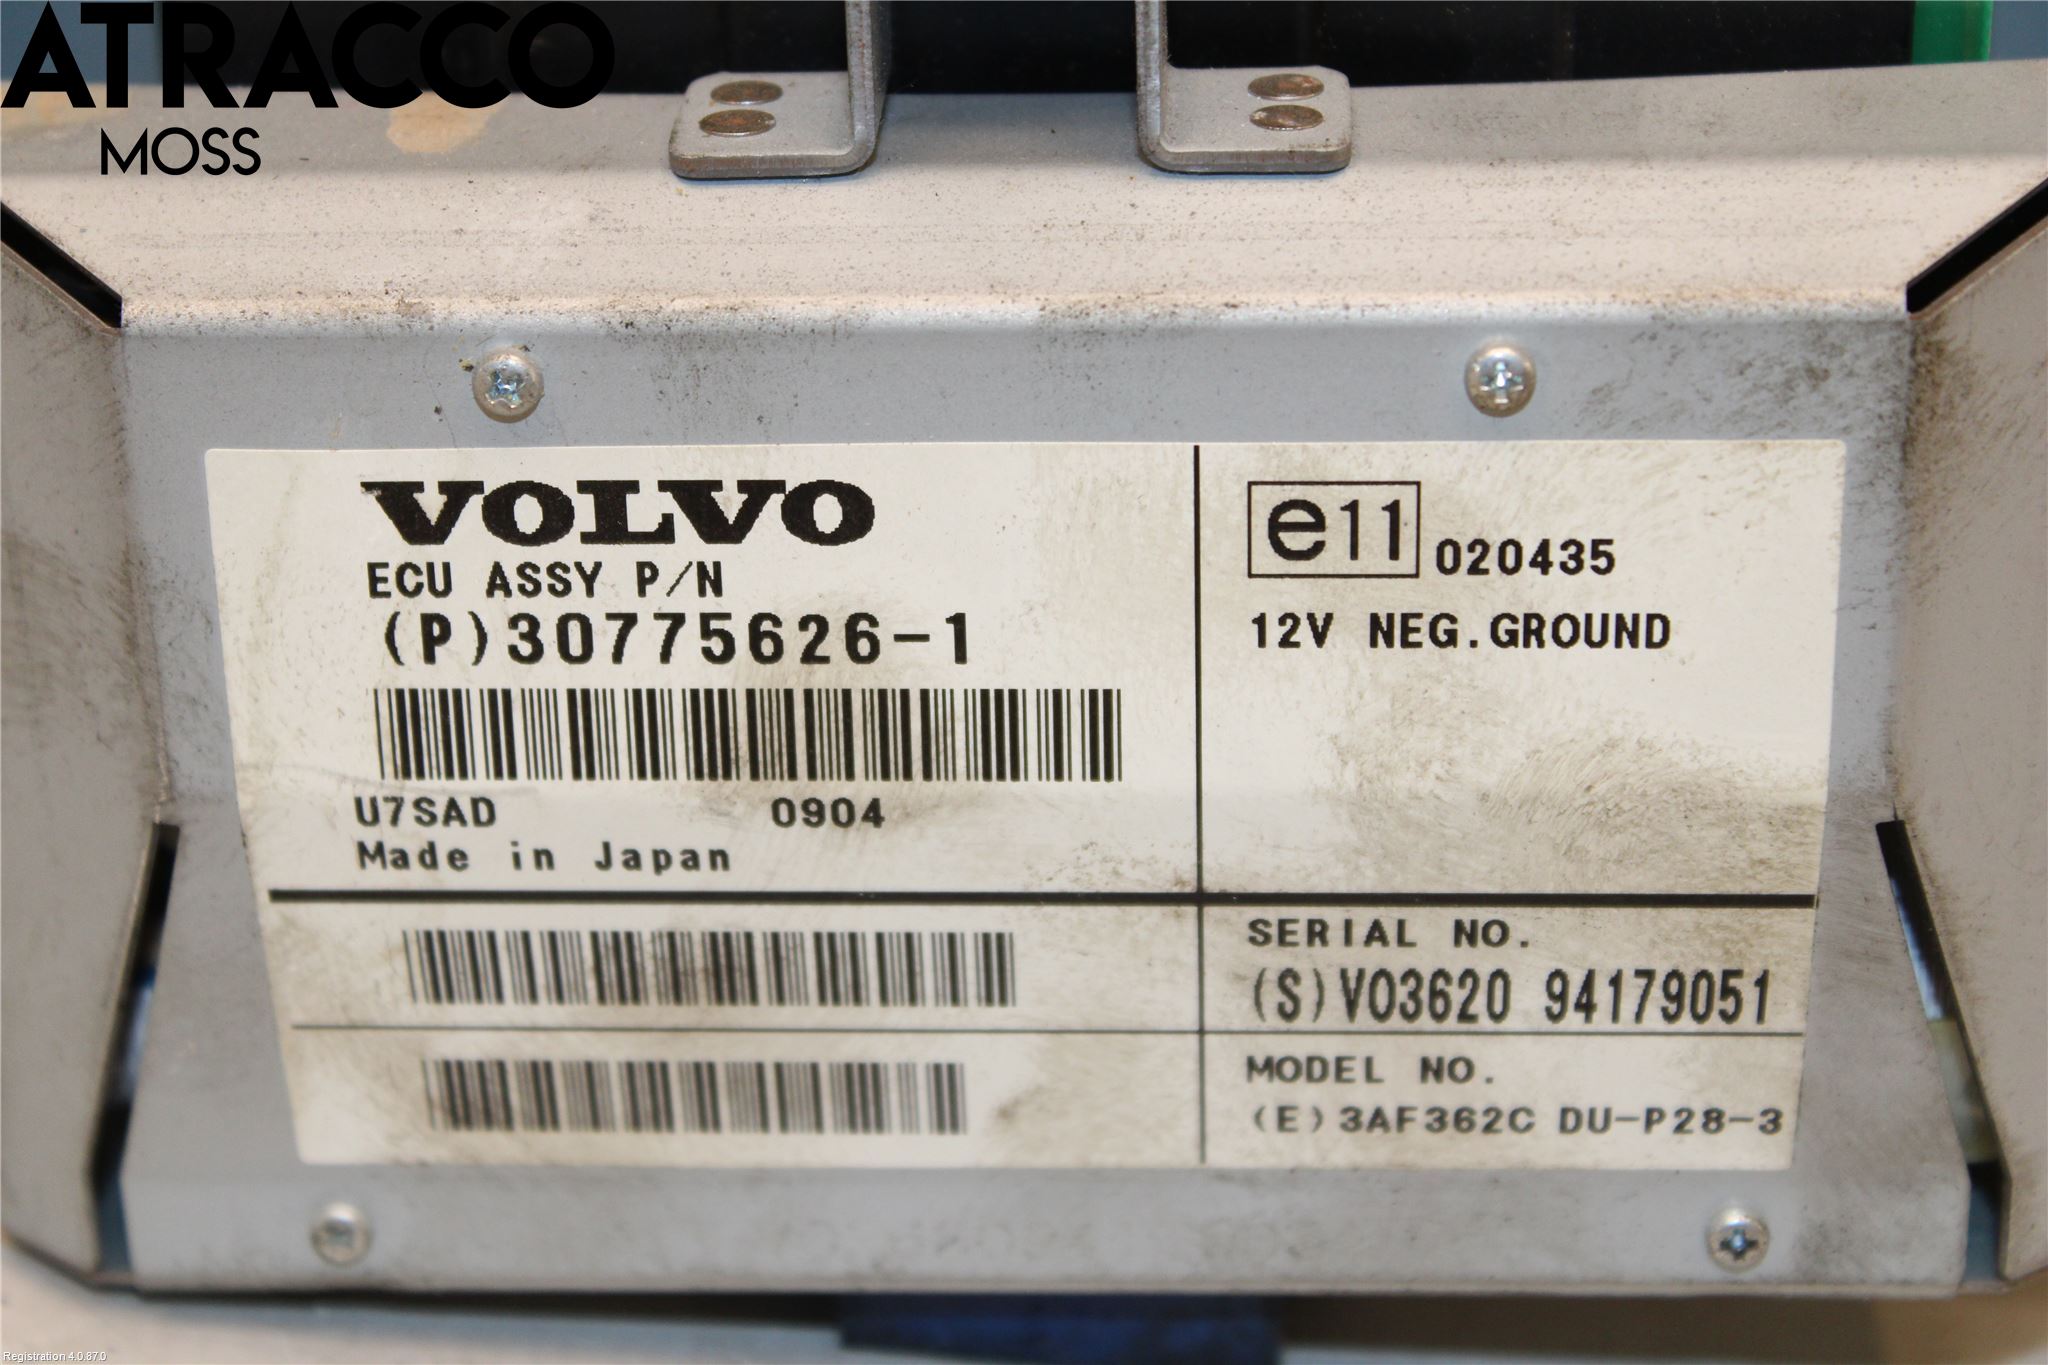 ATRACCO
MOSS
VOLVO
ECU ASSY P/N
(P)30775626-1
U7SAD 0904
Made in Japan
e11 020435
12V NEG.GROUND
SERIAL NO.
(S)VO3620 94179051
MODEL NO.
(E)3AF362C DU-P28-3
Registration 4.0.87.0